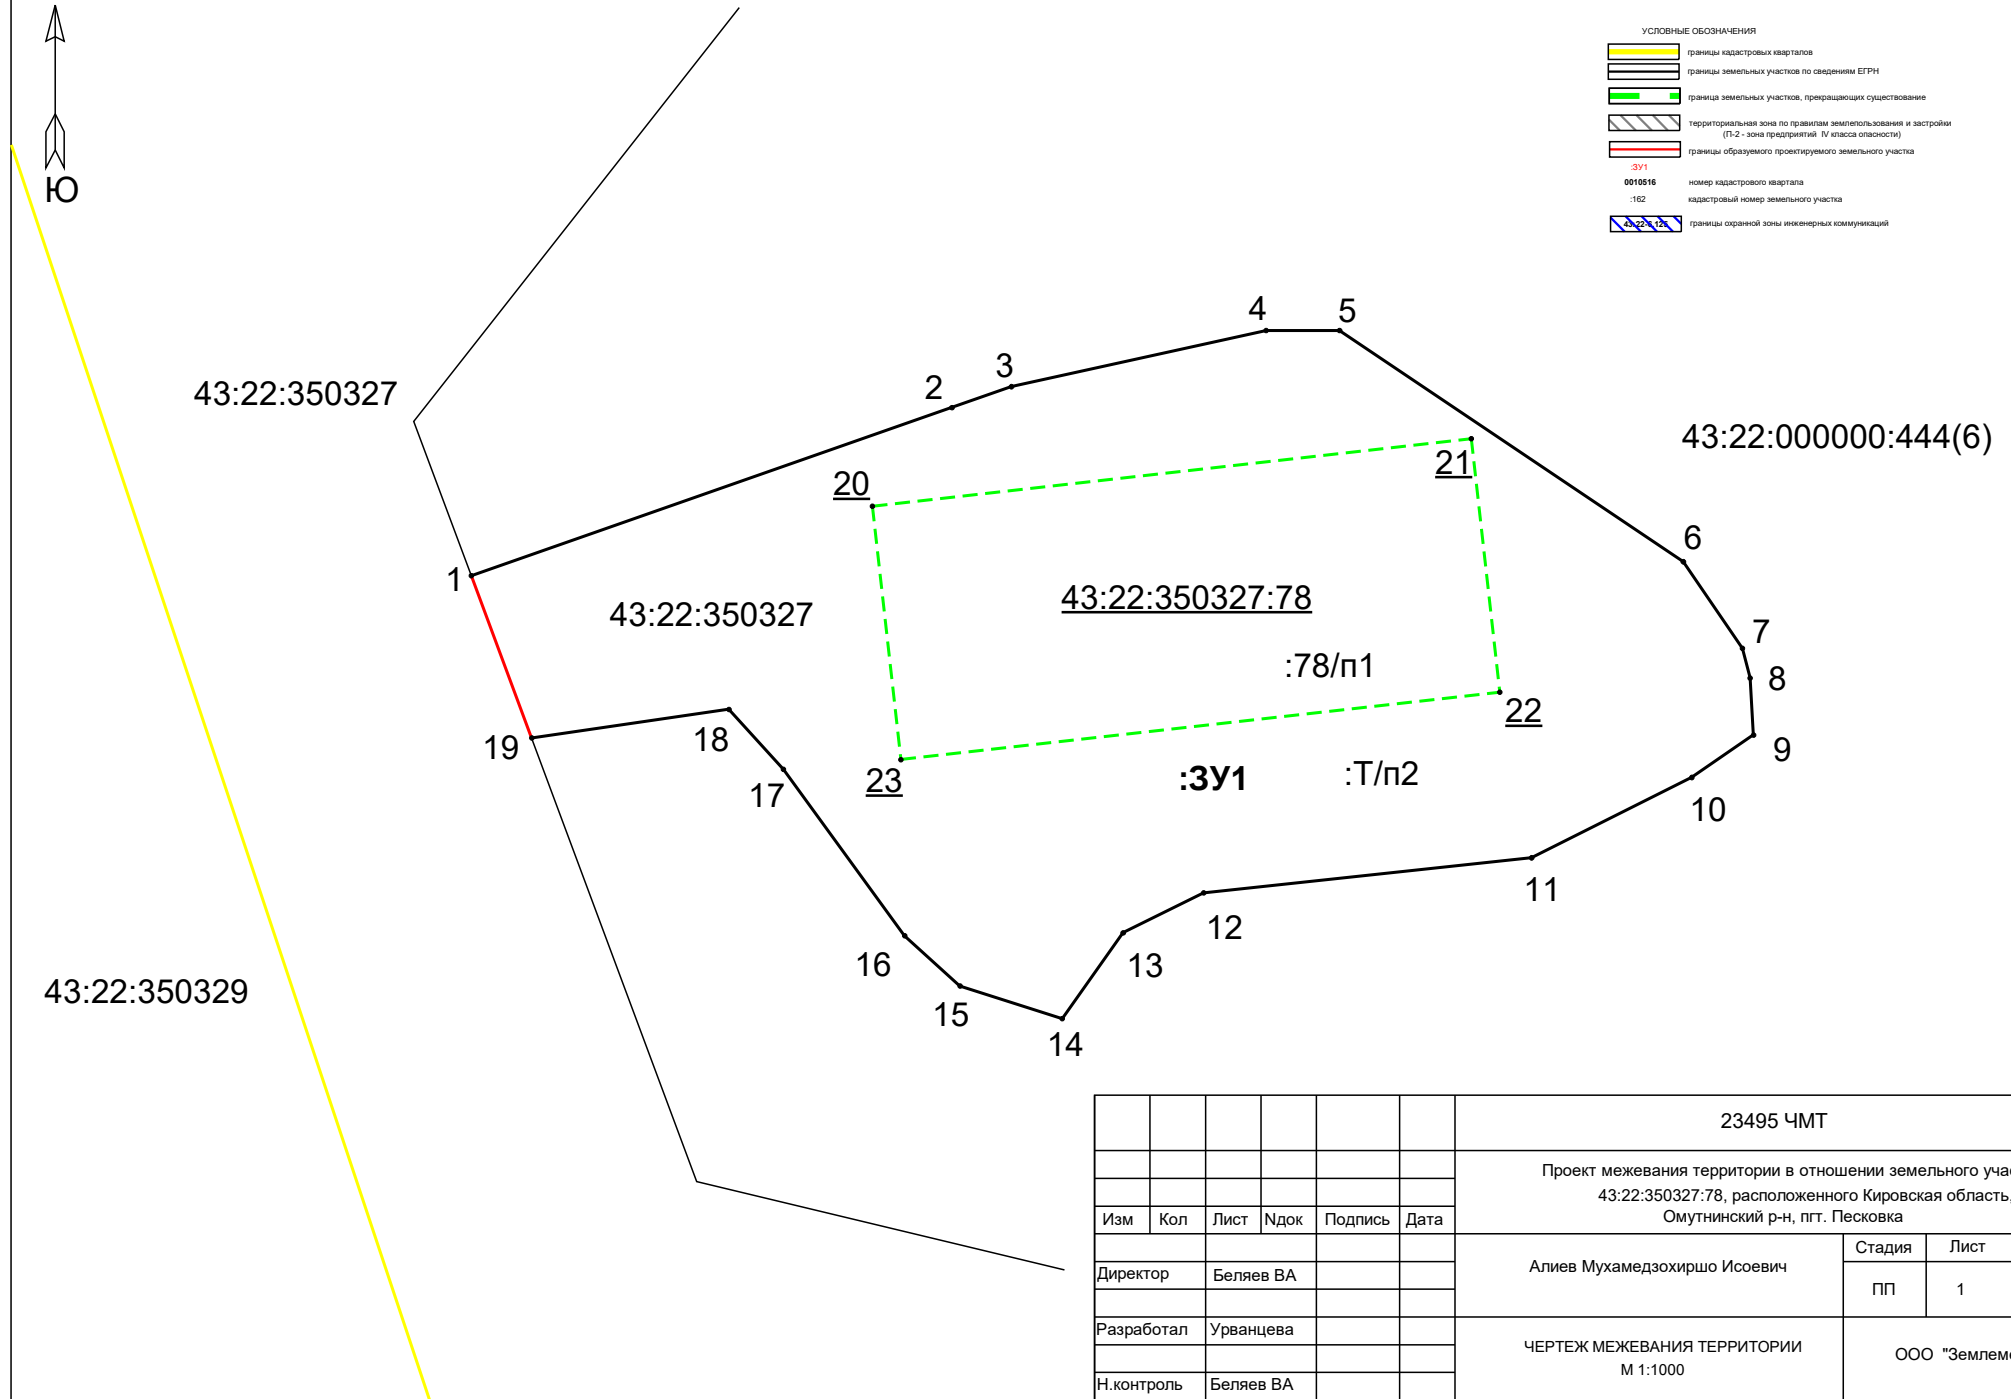 УСЛОВНЫЕ ОБОЗНАЧЕНИЯ
границы кадастровых кварталов
границы земельных участков по сведениям ЕГРН
граница земельных участков, прекращающих существование
территориальная зона по правилам землепользования и застройки
(П-2 - зона предприятий IV класса опасности)
границы образуемого проектируемого земельного участка
:ЗУ1
0010516 номер кадастрового квартала
:162 кадастровый номер земельного участка
43:22-6.125 границы охранной зоны инженерных коммуникаций
Ю
4
5
3
2
43:22:350327
43:22:000000:444(6)
21
20
6
1
43:22:350327:78
43:22:350327
7
:78/п1
8
22
18
19
9
:ЗУ1
:Т/п2
23
17
10
11
12
16
13
43:22:350329
15
14
23495 ЧМТ
Проект межевания территории в отношении земельного уча
43:22:350327:78, расположенного Кировская область,
Омутнинский р-н, пгт. Песковка
Изм Кол Лист Nдок Подпись Дата
Алиев Мухамедзохиршо Исоевич
Стадия Лист
ПП 1
Директор Беляев ВА
Разработал Урванцева
ЧЕРТЕЖ МЕЖЕВАНИЯ ТЕРРИТОРИИ
М 1:1000
ООО "Землем
Н.контроль Беляев ВА